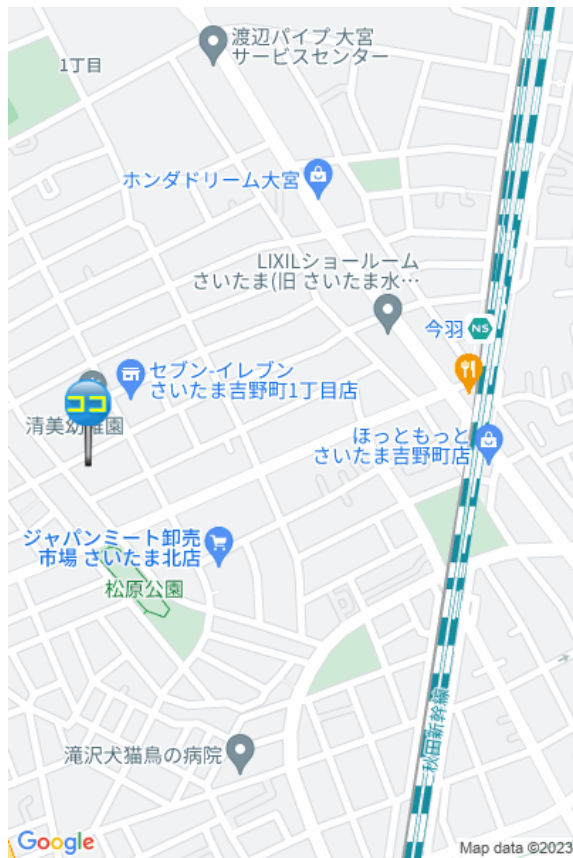 渡辺パイプ 大宮
サービスセンター
1丁目
ホンダドリーム大宮
LIXILショールーム
さいたま(旧 さいたま水…
今羽
NS
セブン-イレブン
さいたま吉野町1丁目店
ココ
清美幼稚園
ほっともっと
さいたま吉野町店
ジャパンミート卸売
市場 さいたま北店
松原公園
秋田新幹線
滝沢犬猫鳥の病院
Google
Map data ©2023